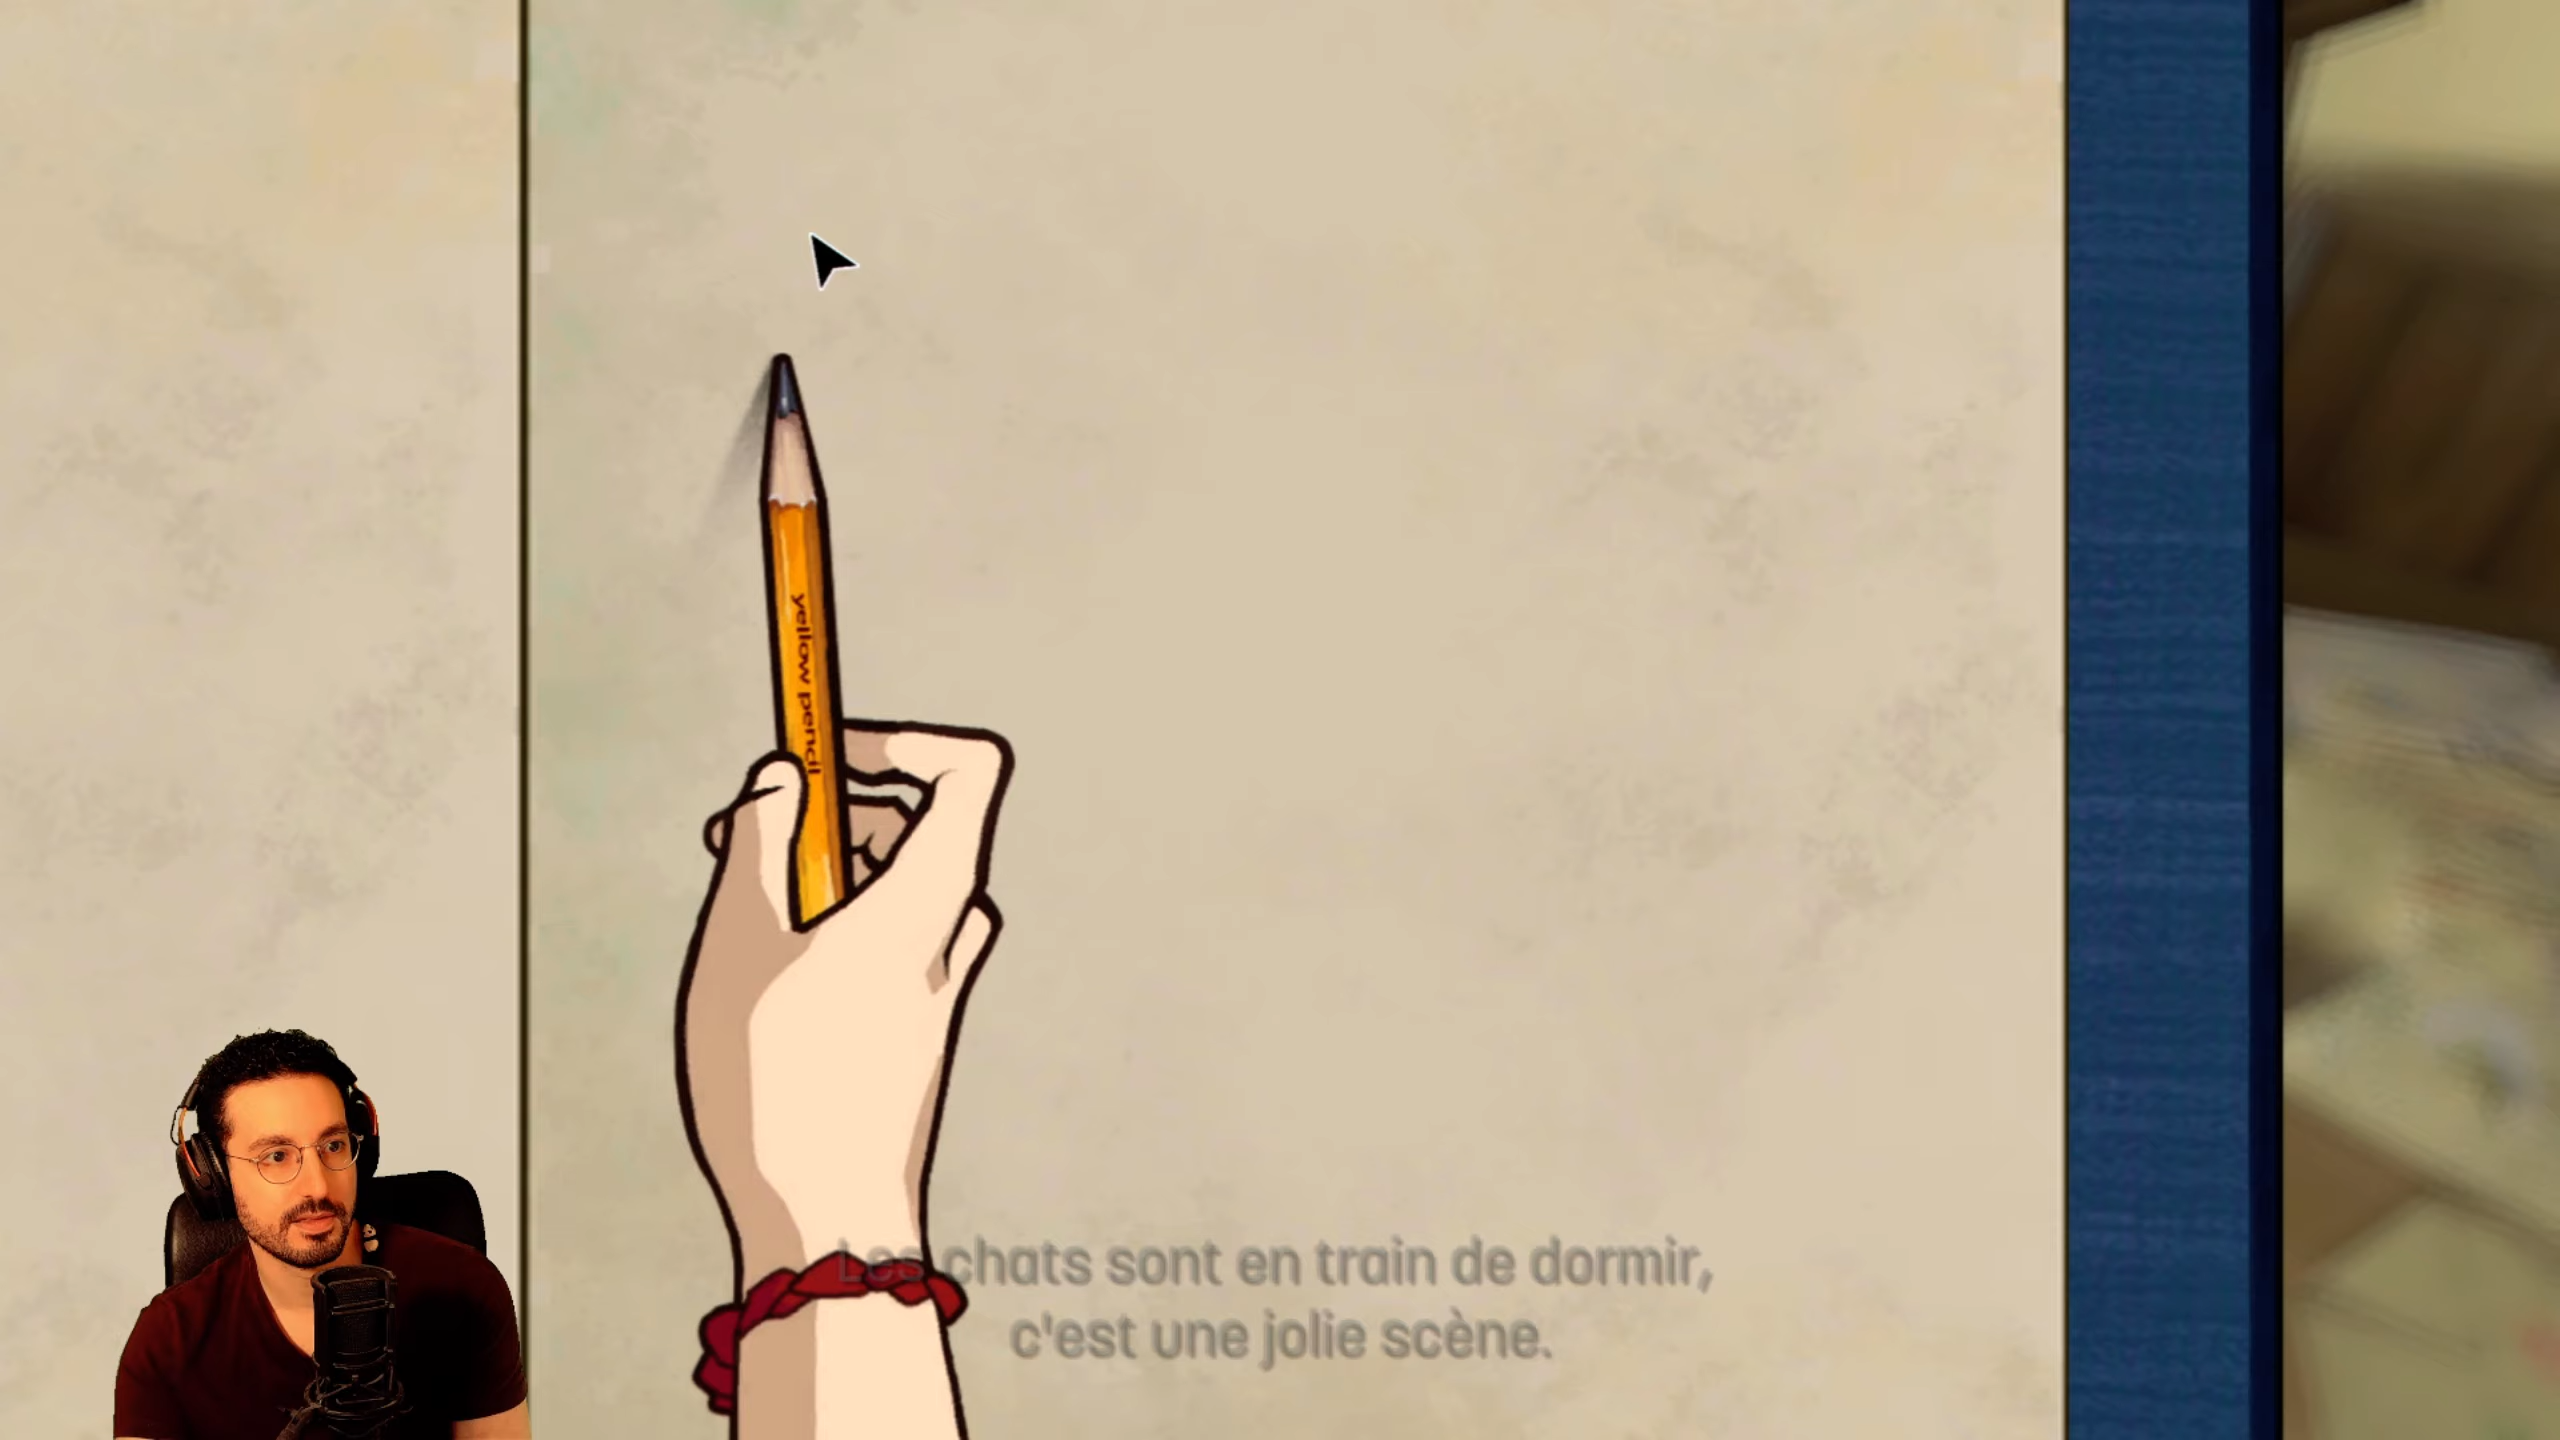 yellow pencil
Les chats sont en train de dormir,
c'est une jolie scène.